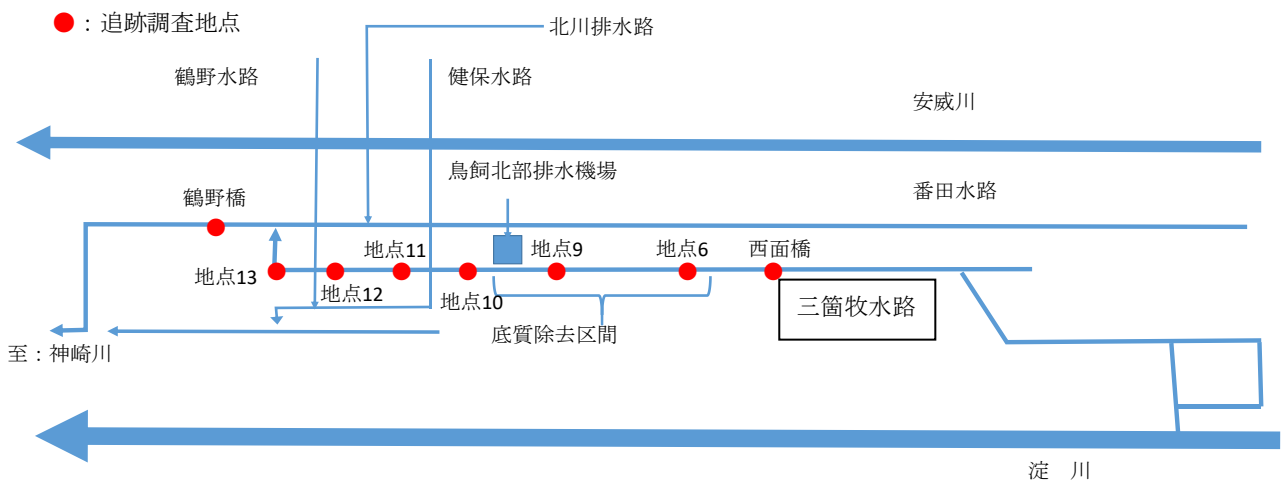 ：追跡調査地点
北川排水路
鶴野水路
健保水路
安威川
鳥飼北部排水機場
番田水路
鶴野橋
地点11
地点9
地点6
西面橋
地点13
地点12
地点10
三箇牧水路
底質除去区間
至：神崎川
淀　川